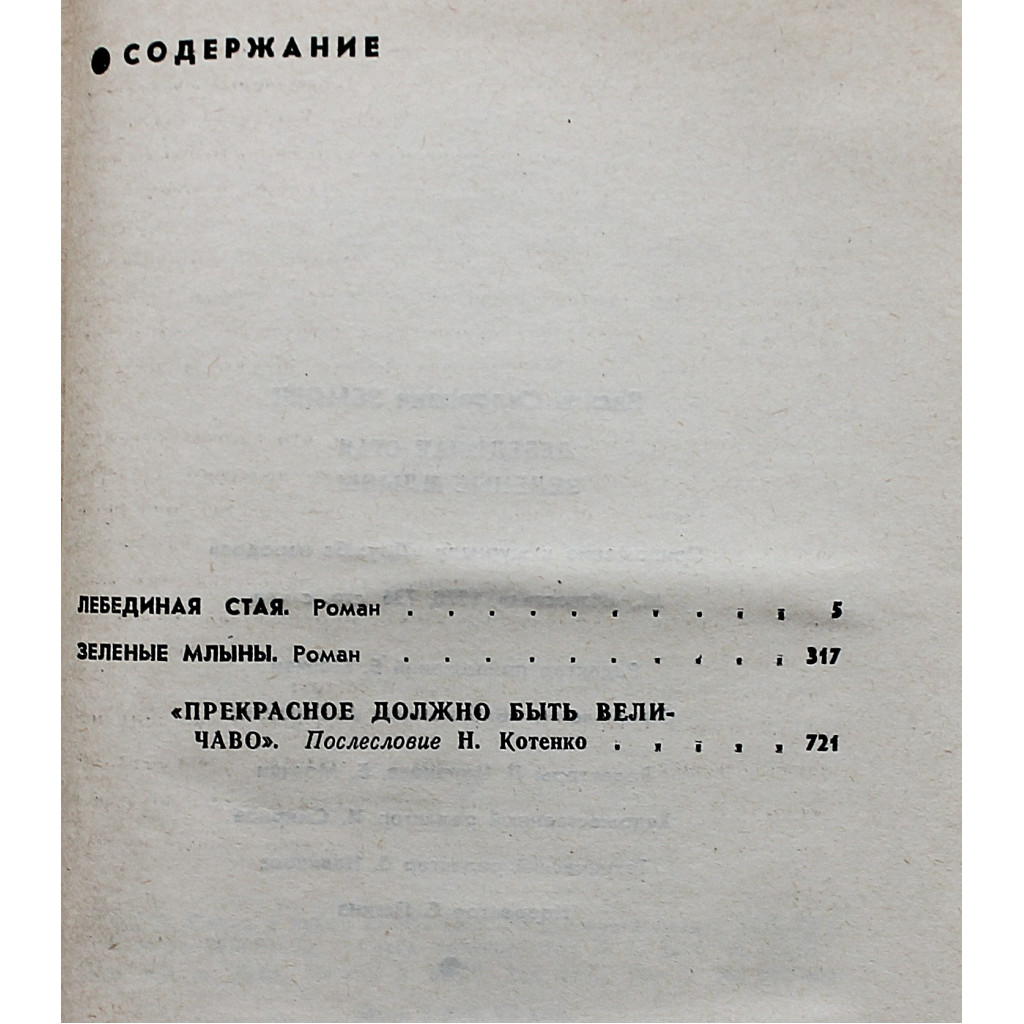 СОДЕРЖАНИЕ
ЛЕБЕДИНАЯ СТАЯ. Роман . . . . . . . . . . 5
ЗЕЛЕНЫЕ МЛЫНЫ. Роман . . . . . . . . . . 317
«ПРЕКРАСНОЕ ДОЛЖНО БЫТЬ ВЕЛИ-
ЧАВО». Послесловие Н. Котенко . . . . . 721